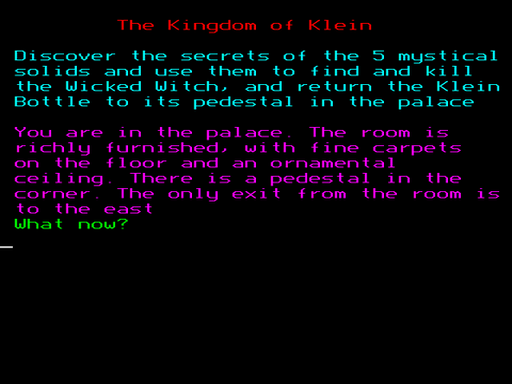 The Kingdom of Klein
Discover the secrets of the 5 mystical
solids and use them to find and kill
the Wicked Witch, and return the Klein
Bottle to its pedestal in the palace
You are in the palace. The room is
richly furnished, with fine carpets
on the floor and an ornamental
ceiling. There is a pedestal in the
corner. The only exit from the room is
to the east
What now?